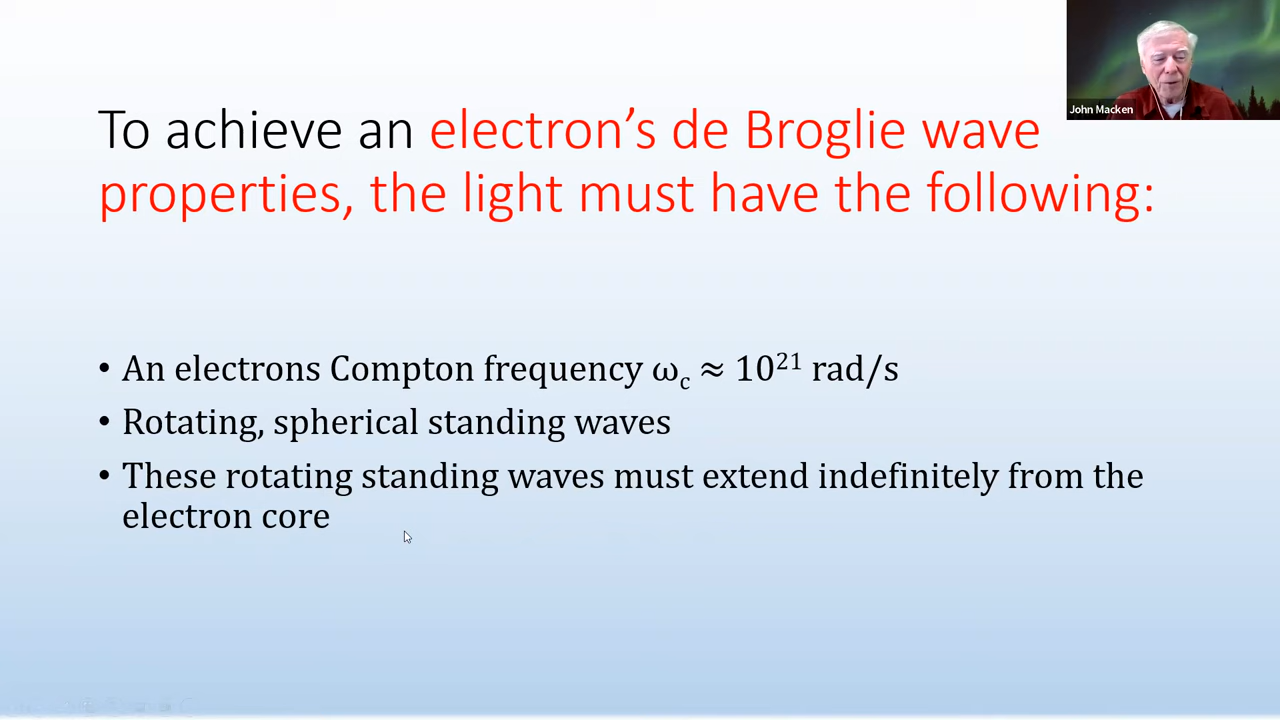 John Macken
To achieve an electron’s de Broglie wave
properties, the light must have the following:
• An electrons Compton frequency ω꜀ ≈ 10²¹ rad/s
• Rotating, spherical standing waves
• These rotating standing waves must extend indefinitely from the
electron core